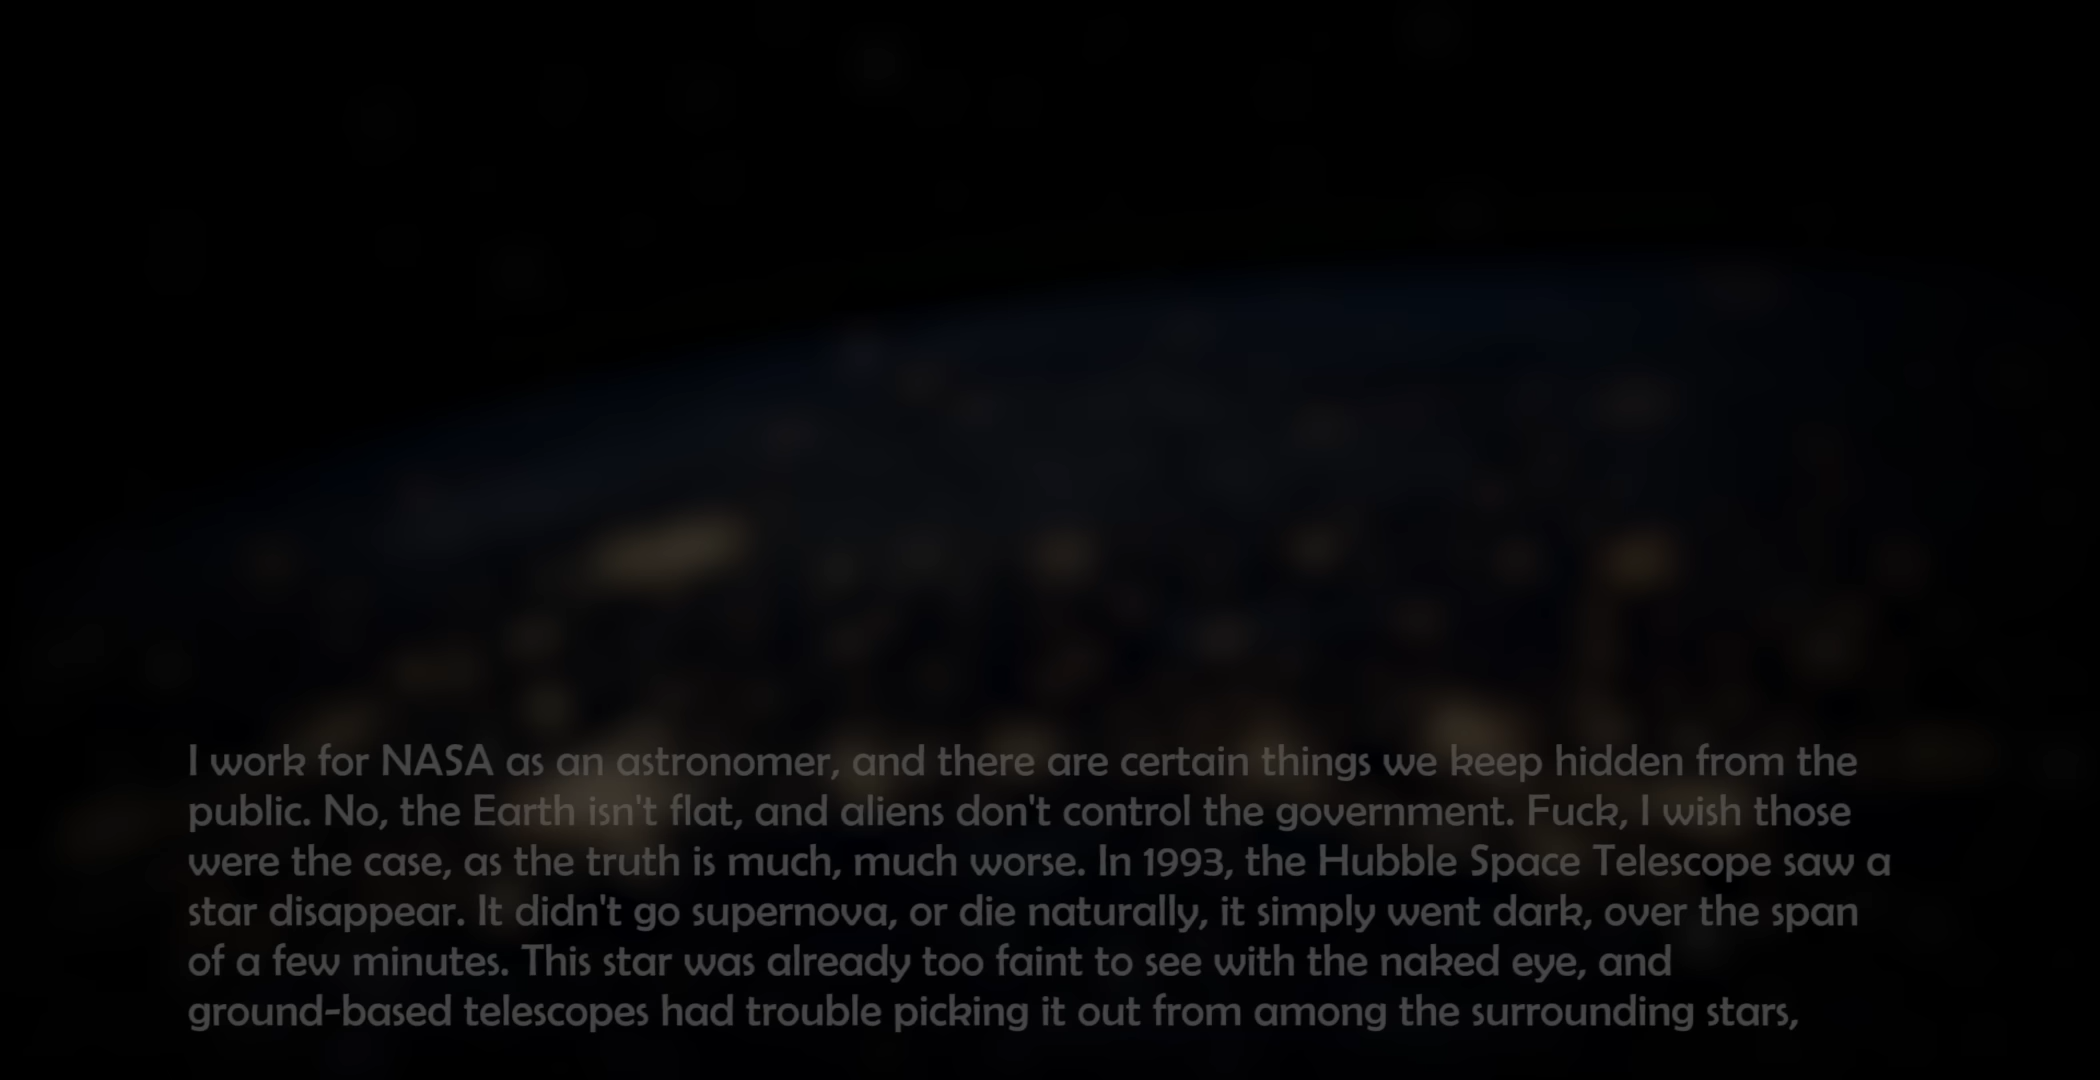 I work for NASA as an astronomer, and there are certain things we keep hidden from the
public. No, the Earth isn't flat, and aliens don't control the government. Fuck, I wish those
were the case, as the truth is much, much worse. In 1993, the Hubble Space Telescope saw a
star disappear. It didn't go supernova, or die naturally, it simply went dark, over the span
of a few minutes. This star was already too faint to see with the naked eye, and
ground-based telescopes had trouble picking it out from among the surrounding stars,